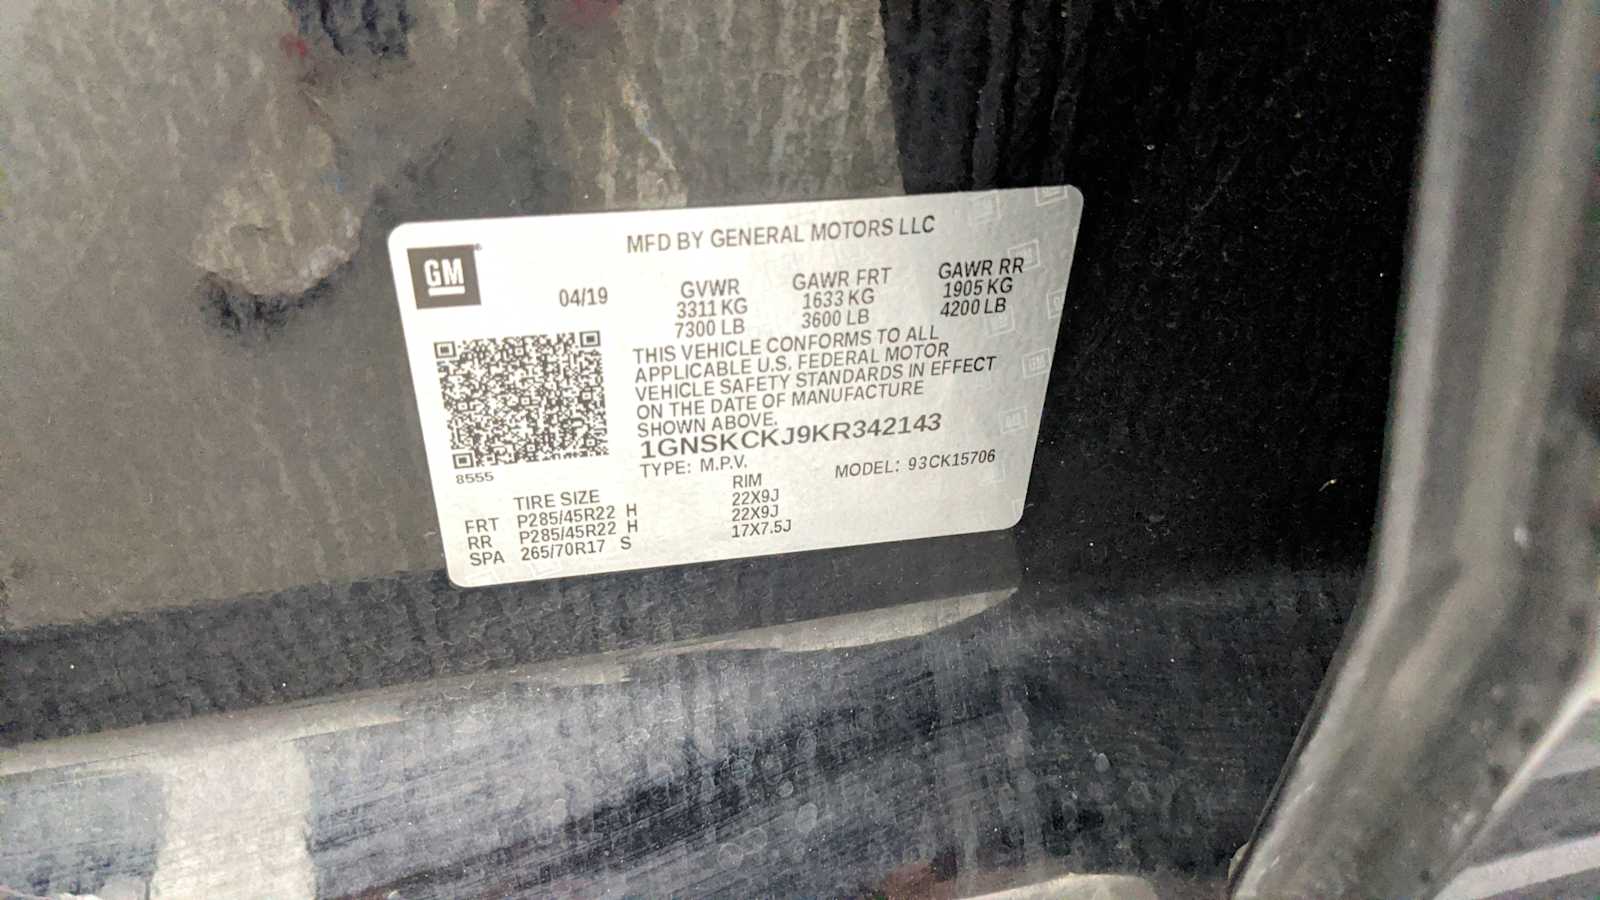 MFD BY GENERAL MOTORS LLC
GM
04/19
GVWR GAWR FRT GAWR RR
3311 KG 1633 KG 1905 KG
7300 LB 3600 LB 4200 LB
THIS VEHICLE CONFORMS TO ALL
APPLICABLE U.S. FEDERAL MOTOR
VEHICLE SAFETY STANDARDS IN EFFECT
ON THE DATE OF MANUFACTURE
SHOWN ABOVE.
1GNSKCKJ9KR342143
TYPE: M.P.V. MODEL: 93CK15706
8555
TIRE SIZE RIM
FRT P285/45R22 H 22X9J
RR P285/45R22 H 22X9J
SPA 265/70R17 S 17X7.5J